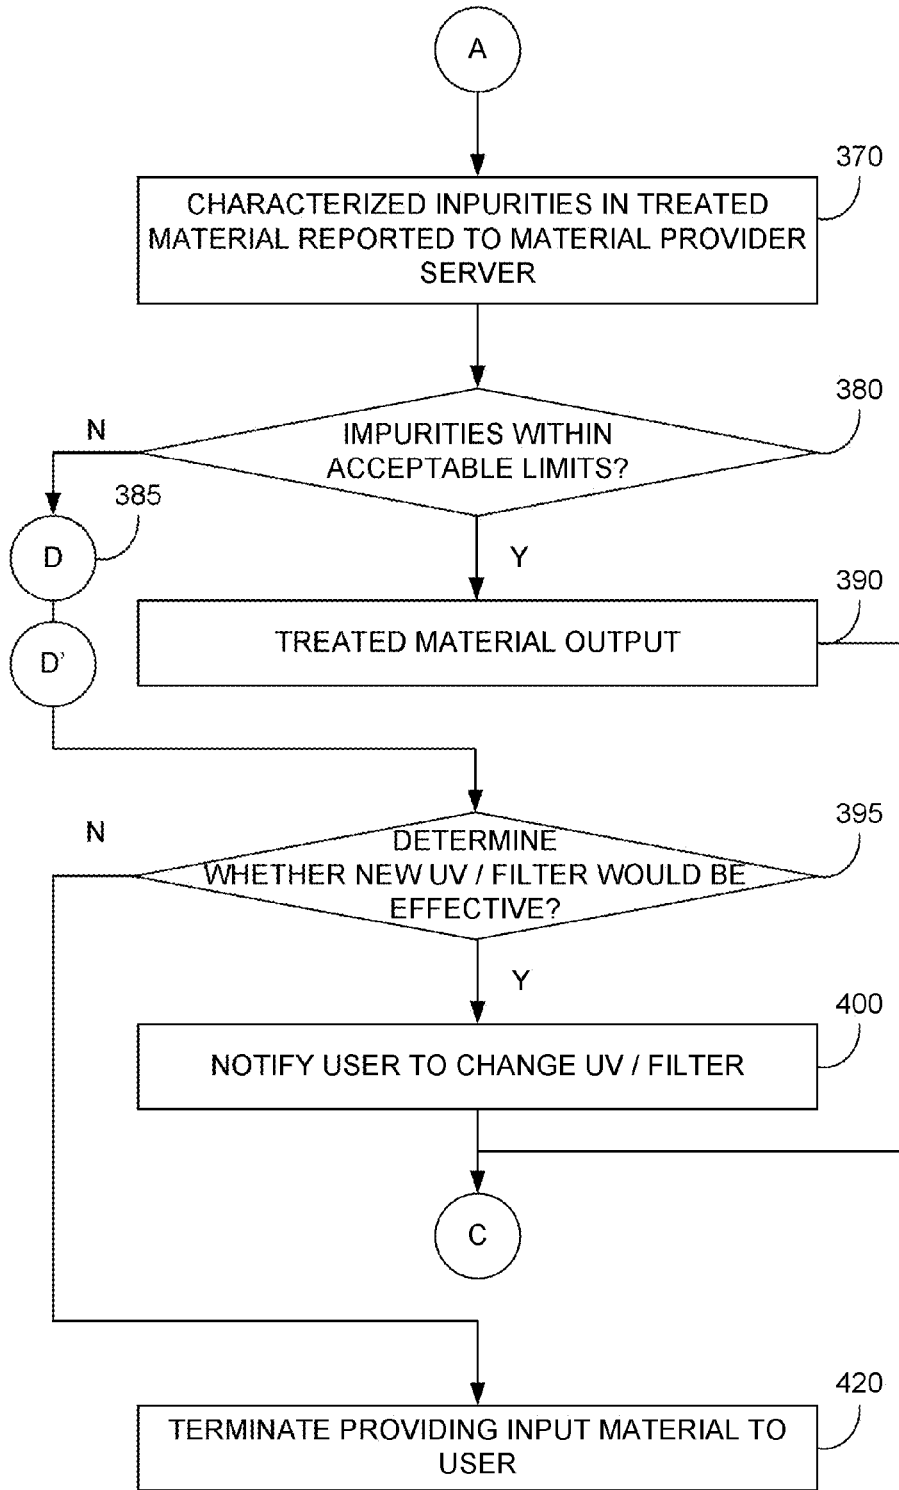 A
370
CHARACTERIZED INPURITIES IN TREATED
MATERIAL REPORTED TO MATERIAL PROVIDER
SERVER
380
N
IMPURITIES WITHIN
ACCEPTABLE LIMITS?
385
D
Y
390
TREATED MATERIAL OUTPUT
D'
395
N
DETERMINE
WHETHER NEW UV / FILTER WOULD BE
EFFECTIVE?
Y
400
NOTIFY USER TO CHANGE UV / FILTER
C
420
TERMINATE PROVIDING INPUT MATERIAL TO
USER